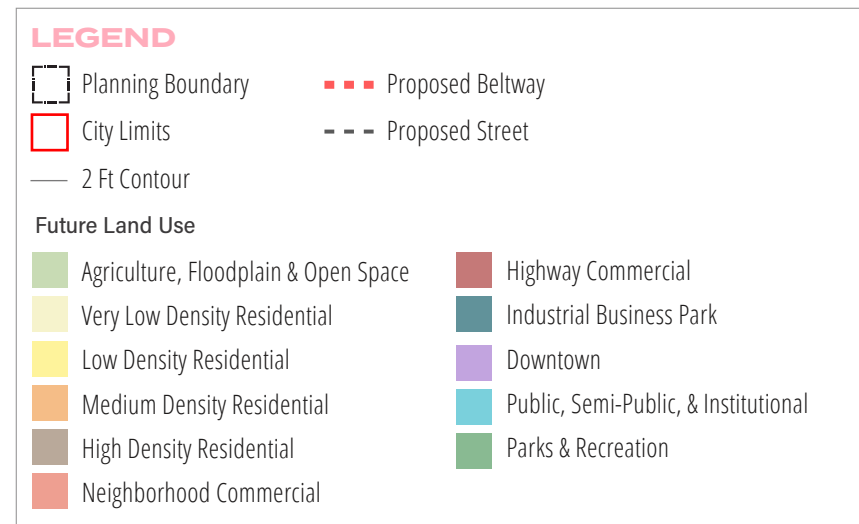 LEGEND
Planning Boundary
City Limits
2 Ft Contour
Proposed Beltway
Proposed Street
Future Land Use
Agriculture, Floodplain & Open Space
Very Low Density Residential
Low Density Residential
Medium Density Residential
High Density Residential
Neighborhood Commercial
Highway Commercial
Industrial Business Park
Downtown
Public, Semi-Public, & Institutional
Parks & Recreation